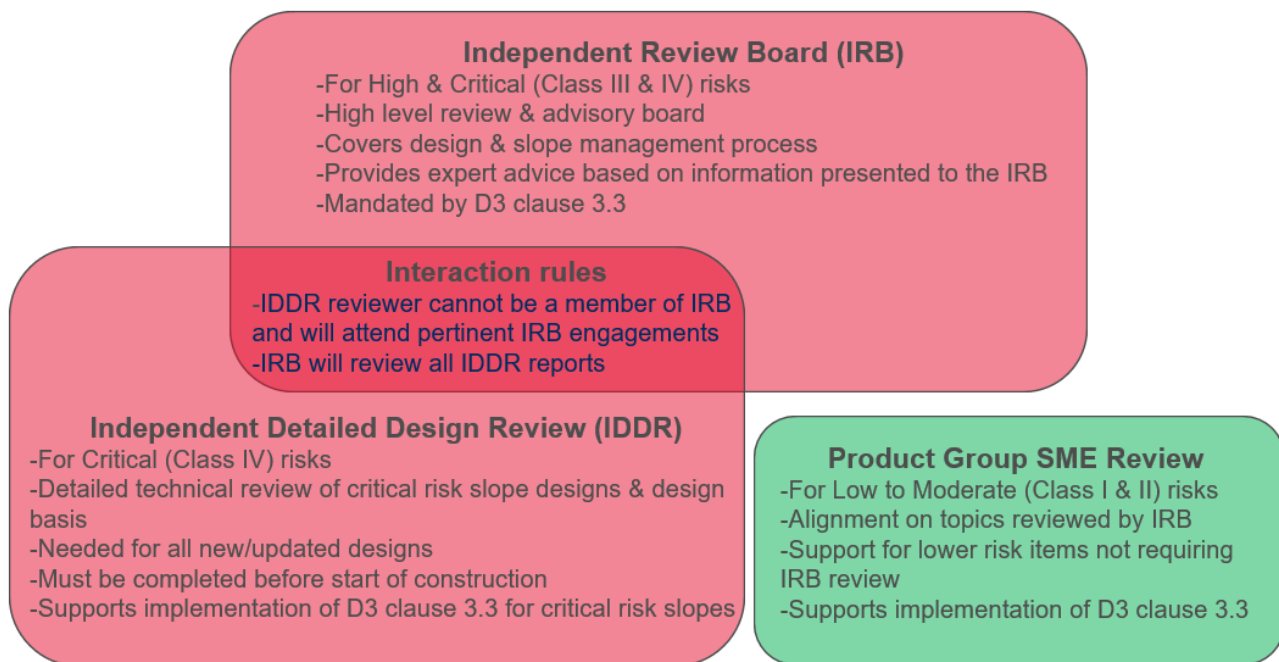 Independent Review Board (IRB)
-For High & Critical (Class III & IV) risks
-High level review & advisory board
-Covers design & slope management process
-Provides expert advice based on information presented to the IRB
-Mandated by D3 clause 3.3
Interaction rules
-IDDR reviewer cannot be a member of IRB
and will attend pertinent IRB engagements
-IRB will review all IDDR reports
Independent Detailed Design Review (IDDR)
-For Critical (Class IV) risks
-Detailed technical review of critical risk slope designs & design
basis
-Needed for all new/updated designs
-Must be completed before start of construction
-Supports implementation of D3 clause 3.3 for critical risk slopes
Product Group SME Review
-For Low to Moderate (Class I & II) risks
-Alignment on topics reviewed by IRB
-Support for lower risk items not requiring
IRB review
-Supports implementation of D3 clause 3.3